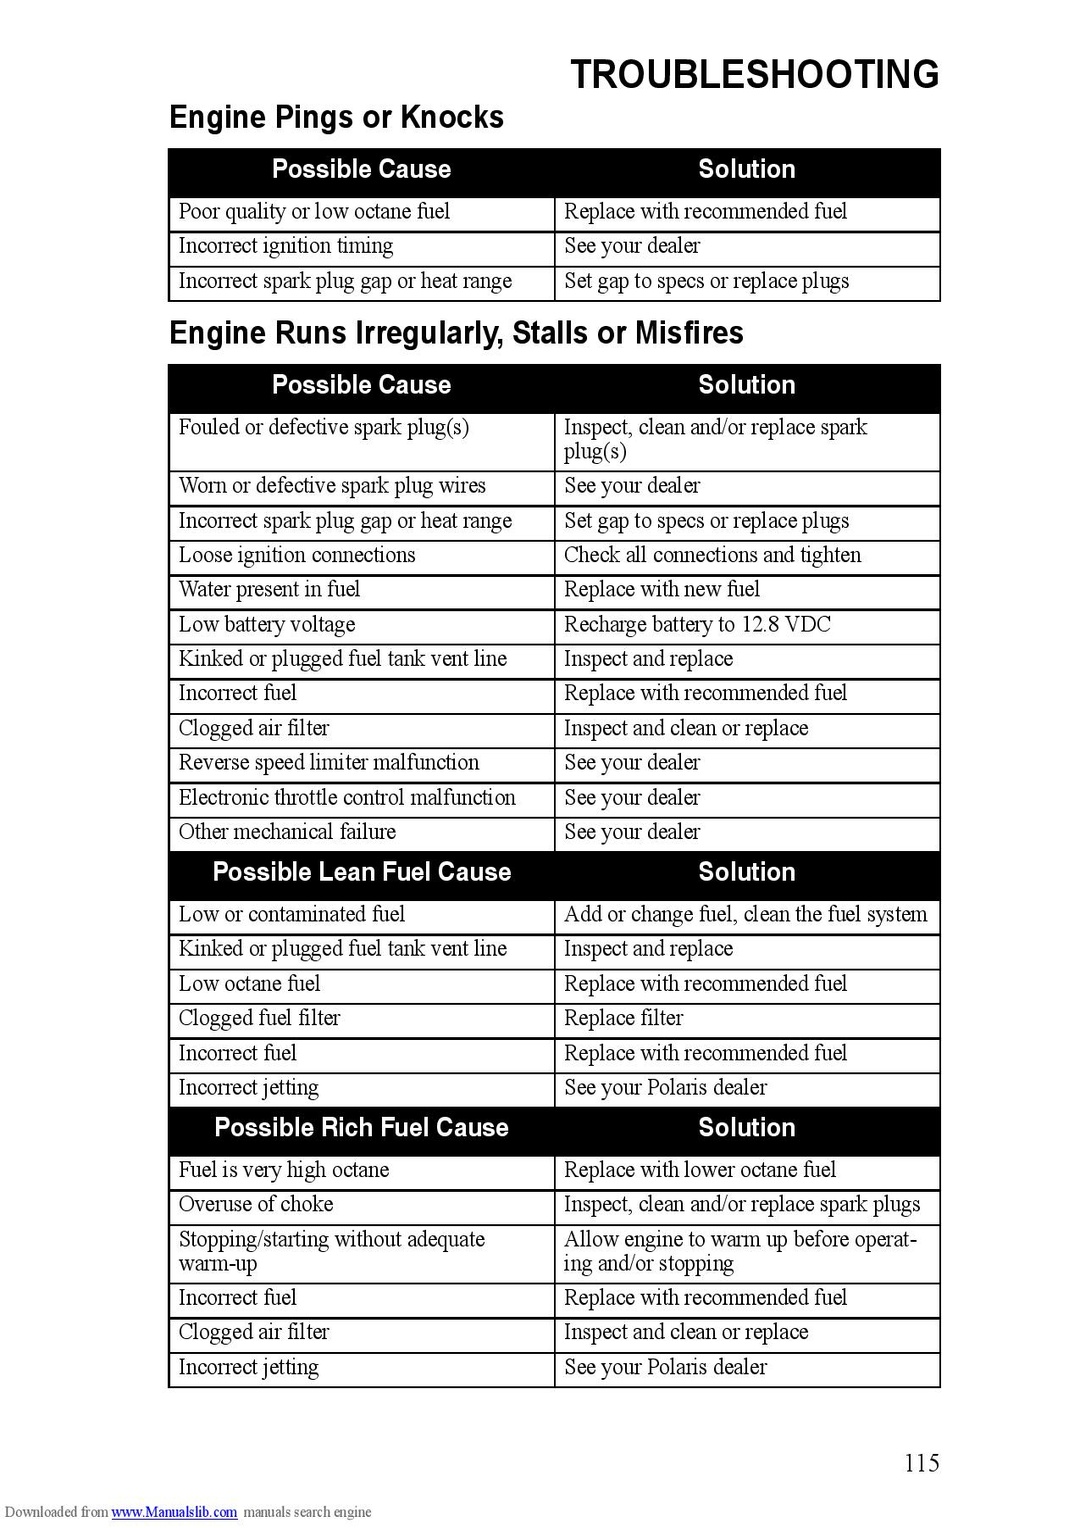 TROUBLESHOOTING
Engine Pings or Knocks
Possible Cause Solution
Poor quality or low octane fuel Replace with recommended fuel
Incorrect ignition timing See your dealer
Incorrect spark plug gap or heat range Set gap to specs or replace plugs
Engine Runs Irregularly, Stalls or Misfires
Possible Cause Solution
Fouled or defective spark plug(s) Inspect, clean and/or replace spark
plug(s)
Worn or defective spark plug wires See your dealer
Incorrect spark plug gap or heat range Set gap to specs or replace plugs
Loose ignition connections Check all connections and tighten
Water present in fuel Replace with new fuel
Low battery voltage Recharge battery to 12.8 VDC
Kinked or plugged fuel tank vent line Inspect and replace
Incorrect fuel Replace with recommended fuel
Clogged air filter Inspect and clean or replace
Reverse speed limiter malfunction See your dealer
Electronic throttle control malfunction See your dealer
Other mechanical failure See your dealer
Possible Lean Fuel Cause Solution
Low or contaminated fuel Add or change fuel, clean the fuel system
Kinked or plugged fuel tank vent line Inspect and replace
Low octane fuel Replace with recommended fuel
Clogged fuel filter Replace filter
Incorrect fuel Replace with recommended fuel
Incorrect jetting See your Polaris dealer
Possible Rich Fuel Cause Solution
Fuel is very high octane Replace with lower octane fuel
Overuse of choke Inspect, clean and/or replace spark plugs
Stopping/starting without adequate Allow engine to warm up before operat-
warm-up ing and/or stopping
Incorrect fuel Replace with recommended fuel
Clogged air filter Inspect and clean or replace
Incorrect jetting See your Polaris dealer
115
Downloaded from www.Manualslib.com manuals search engine